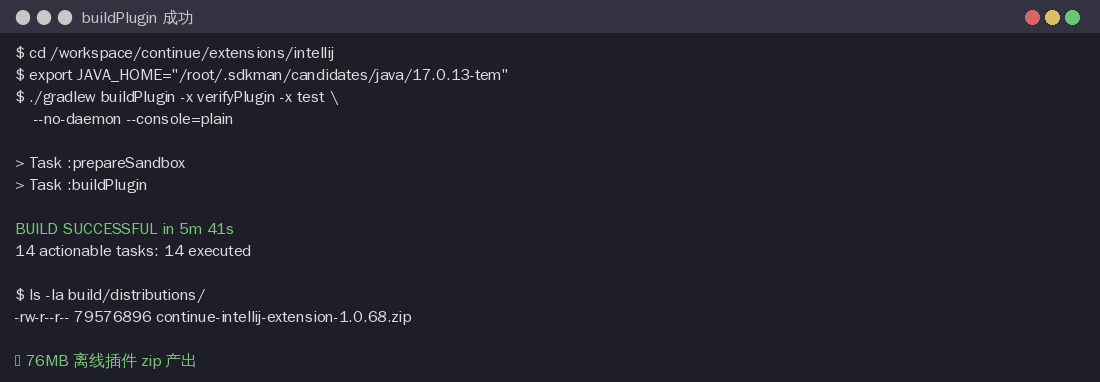 buildPlugin 成功
$ cd /workspace/continue/extensions/intellij
$ export JAVA_HOME="/root/.sdkman/candidates/java/17.0.13-tem"
$ ./gradlew buildPlugin -x verifyPlugin -x test \
--no-daemon --console=plain
> Task :prepareSandbox
> Task :buildPlugin
BUILD SUCCESSFUL in 5m 41s
14 actionable tasks: 14 executed
$ ls -la build/distributions/
-rw-r--r-- 79576896 continue-intellij-extension-1.0.68.zip
76MB 离线插件 zip 产出